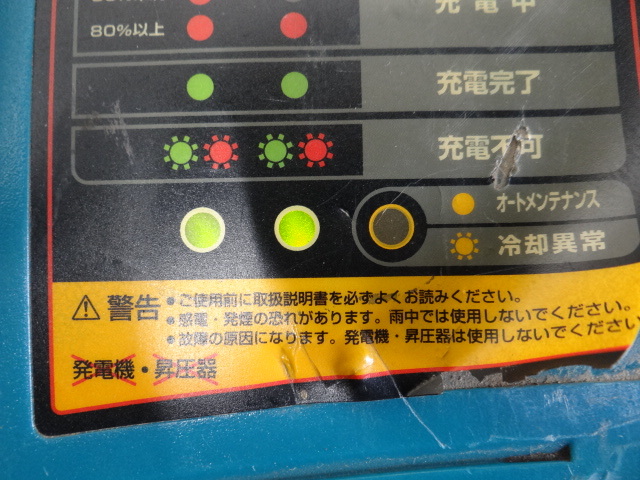 充電中
80%以上
充電完了
充電不可
オートメンテナンス
冷却異常
警告
・ご使用前に取扱説明書を必ずよくお読みください。
・感電・発煙の恐れがあります。雨中では使用しないでください。
・故障の原因になります。発電機・昇圧器は使用しないでください
発電機・昇圧器